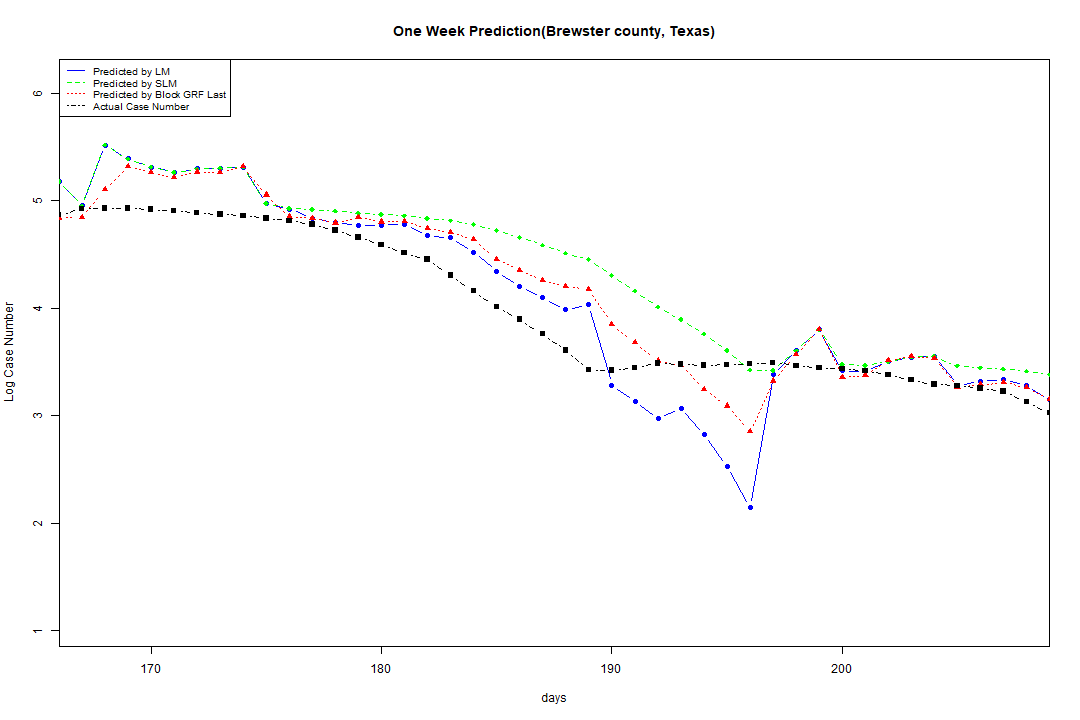 One Week Prediction(Brewster county, Texas)
Predicted by LM
Predicted by SLM
Predicted by Block GRF Last
Actual Case Number
6
5
4
3
2
1
Log Case Number
170 180 190 200
days